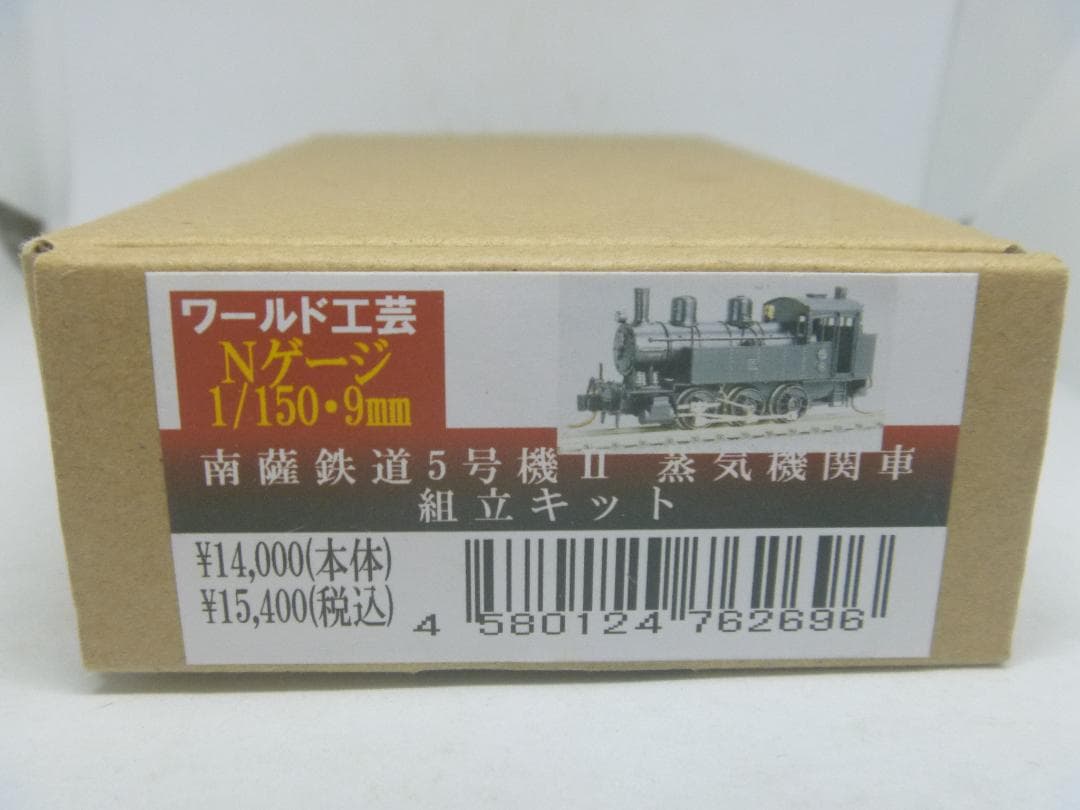 ワールド工芸
Nゲージ
1/150・9mm
南薩鉄道5号機II 蒸気機関車
組立キット
¥14,000(本体)
¥15,400(税込)
4 580124 762696